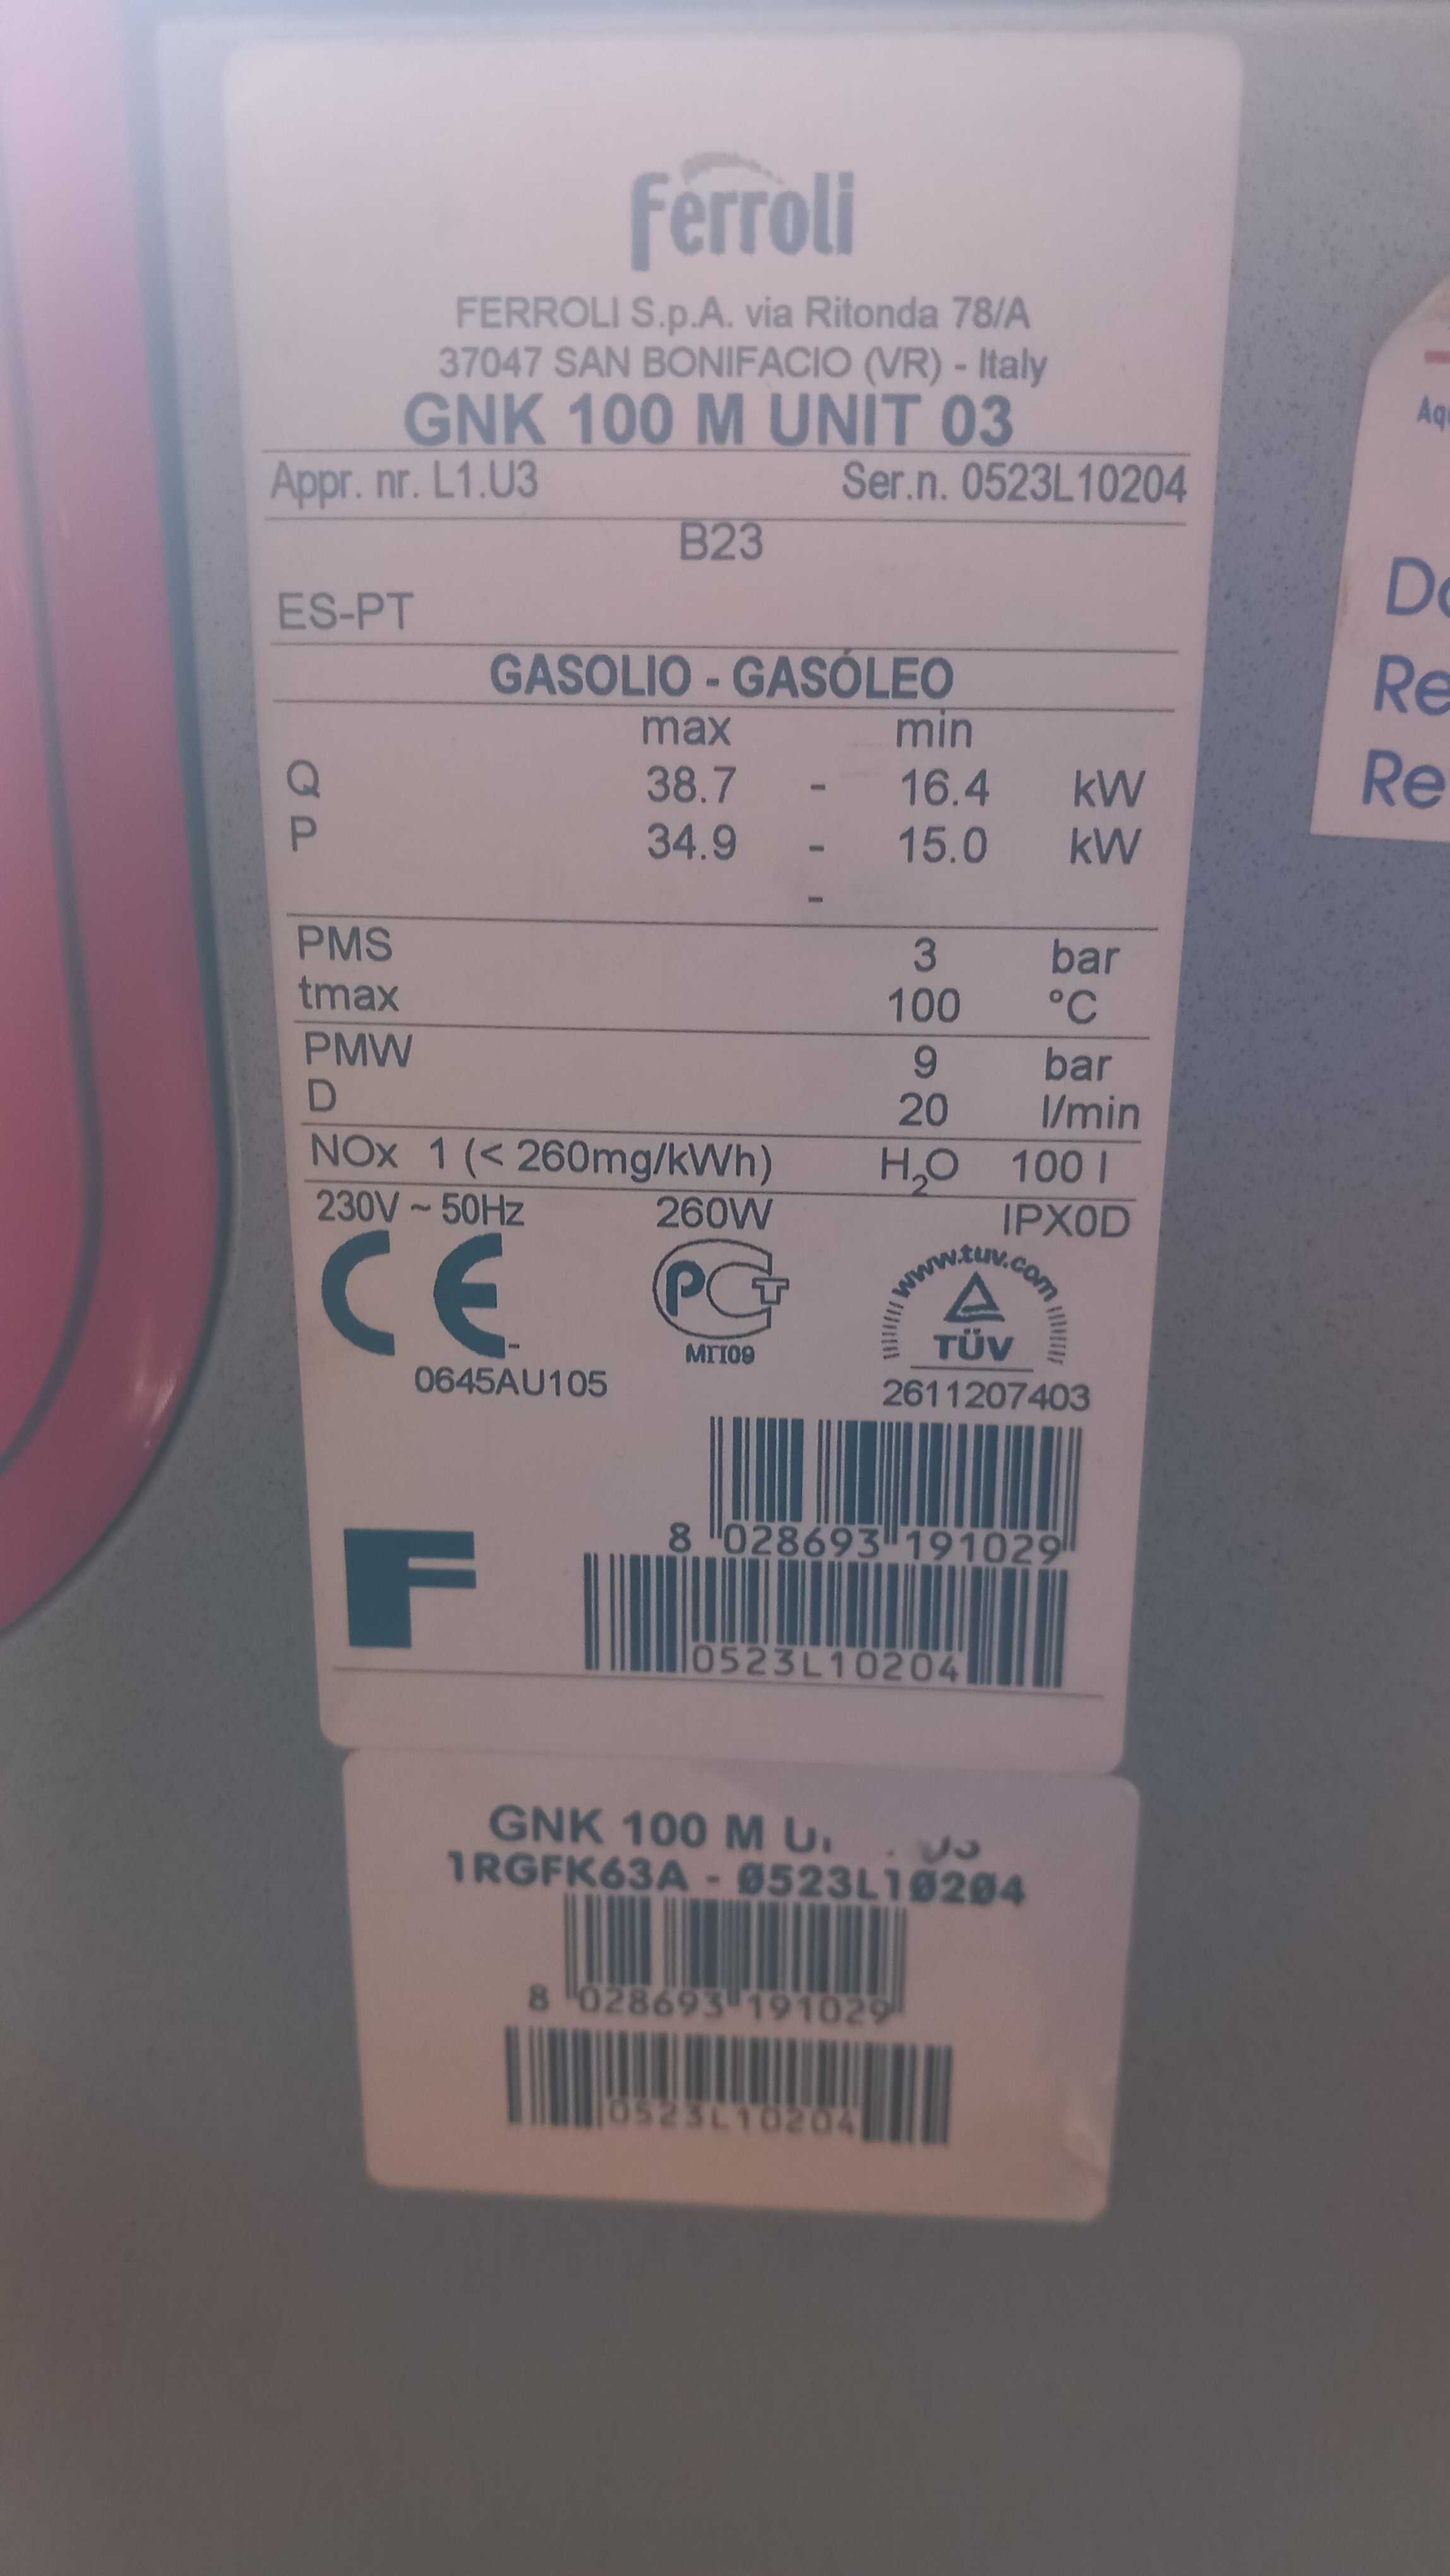 ferroli
FERROLI S.p.A. via Ritonda 78/A
37047 SAN BONIFACIO (VR) - Italy
GNK 100 M UNIT 03
Appr. nr. L1.U3 Ser.n. 0523L10204
B23
ES-PT
GASOLIO - GASÓLEO
max min
Q 38.7 - 16.4 kW
P 34.9 - 15.0 kW
-
PMS 3 bar
tmax 100 °C
PMW 9 bar
D 20 l/min
NOx 1 (< 260mg/kWh) H₂O 100 l
230V ~ 50Hz 260W IPX0D
CE
PCT
МП09
www.tuv.com
TÜV
0645AU105
2611207403
8 028693 191029
F
0523L10204
GNK 100 M
1RGFK63A - 0523L10204
8 028693 191029
0523L10204